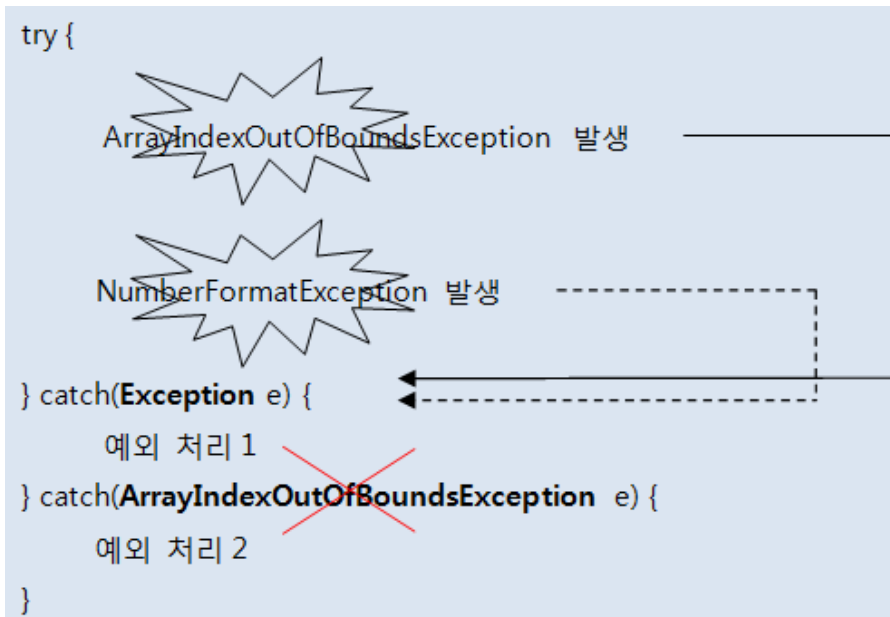 try {
ArrayIndexOutOfBoundsException 발생
NumberFormatException 발생
} catch(Exception e) {
예외 처리 1
} catch(ArrayIndexOutOfBoundsException e) {
예외 처리 2
}